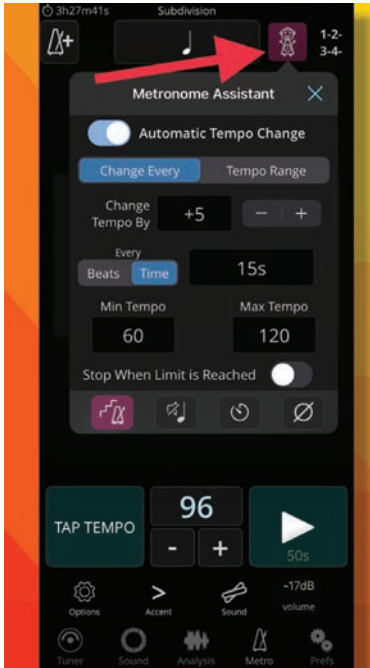 3h27m41s Subdivision
1-2-
3-4-
Metronome Assistant
Automatic Tempo Change
Change Every Tempo Range
Change
Tempo By
+5 - +
Every
Beats Time 15s
Min Tempo Max Tempo
60 120
Stop When Limit is Reached
TAP TEMPO
96
- +
50s
-17dB
Options Accent Sound volume
Tuner Sound Analysis Metro Prefs